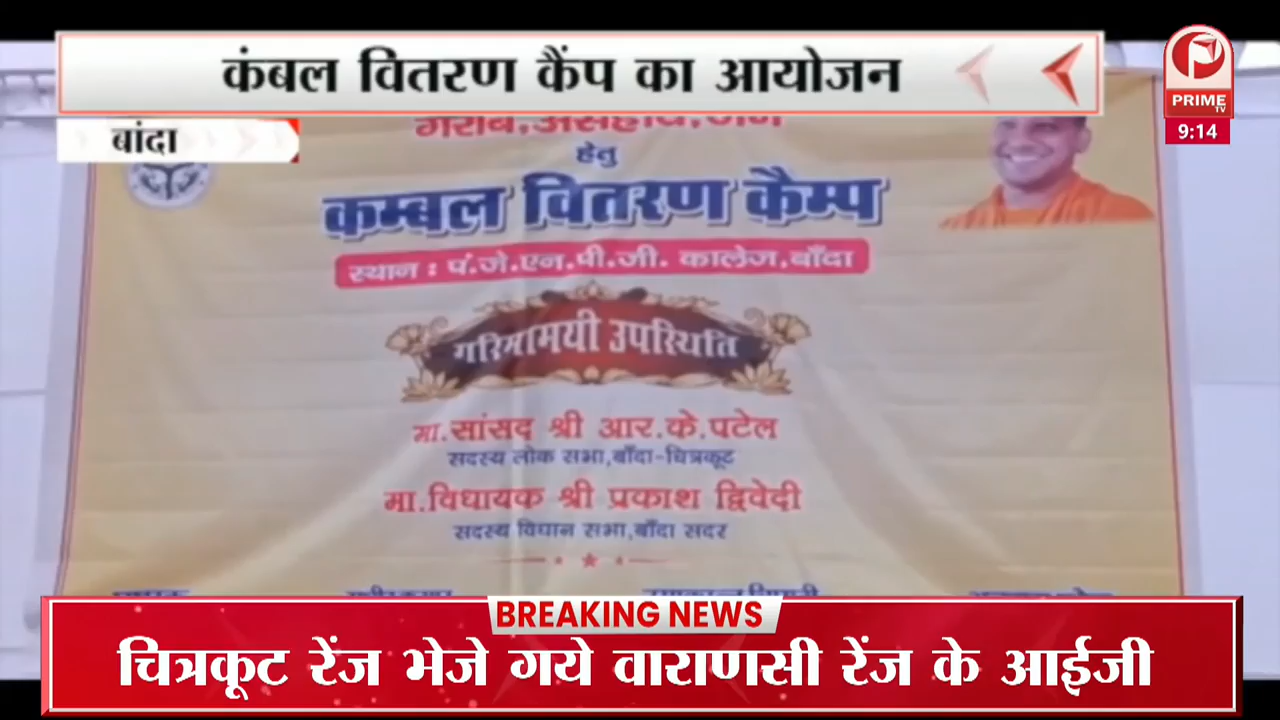 कंबल वितरण कैंप का आयोजन
PRIME
TV
9:14
बांदा
हेतु
कम्बल वितरण कैम्प
स्थान : पं.जे.एन.पी.जी. कालेज,बाँदा
गरिमामयी उपस्थिति
मा.सांसद श्री आर.के.पटेल
सदस्य लोक सभा,बाँदा-चित्रकूट
मा.विधायक श्री प्रकाश द्विवेदी
सदस्य विधान सभा,बाँदा सदर
BREAKING NEWS
चित्रकूट रेंज भेजे गये वाराणसी रेंज के आईजी